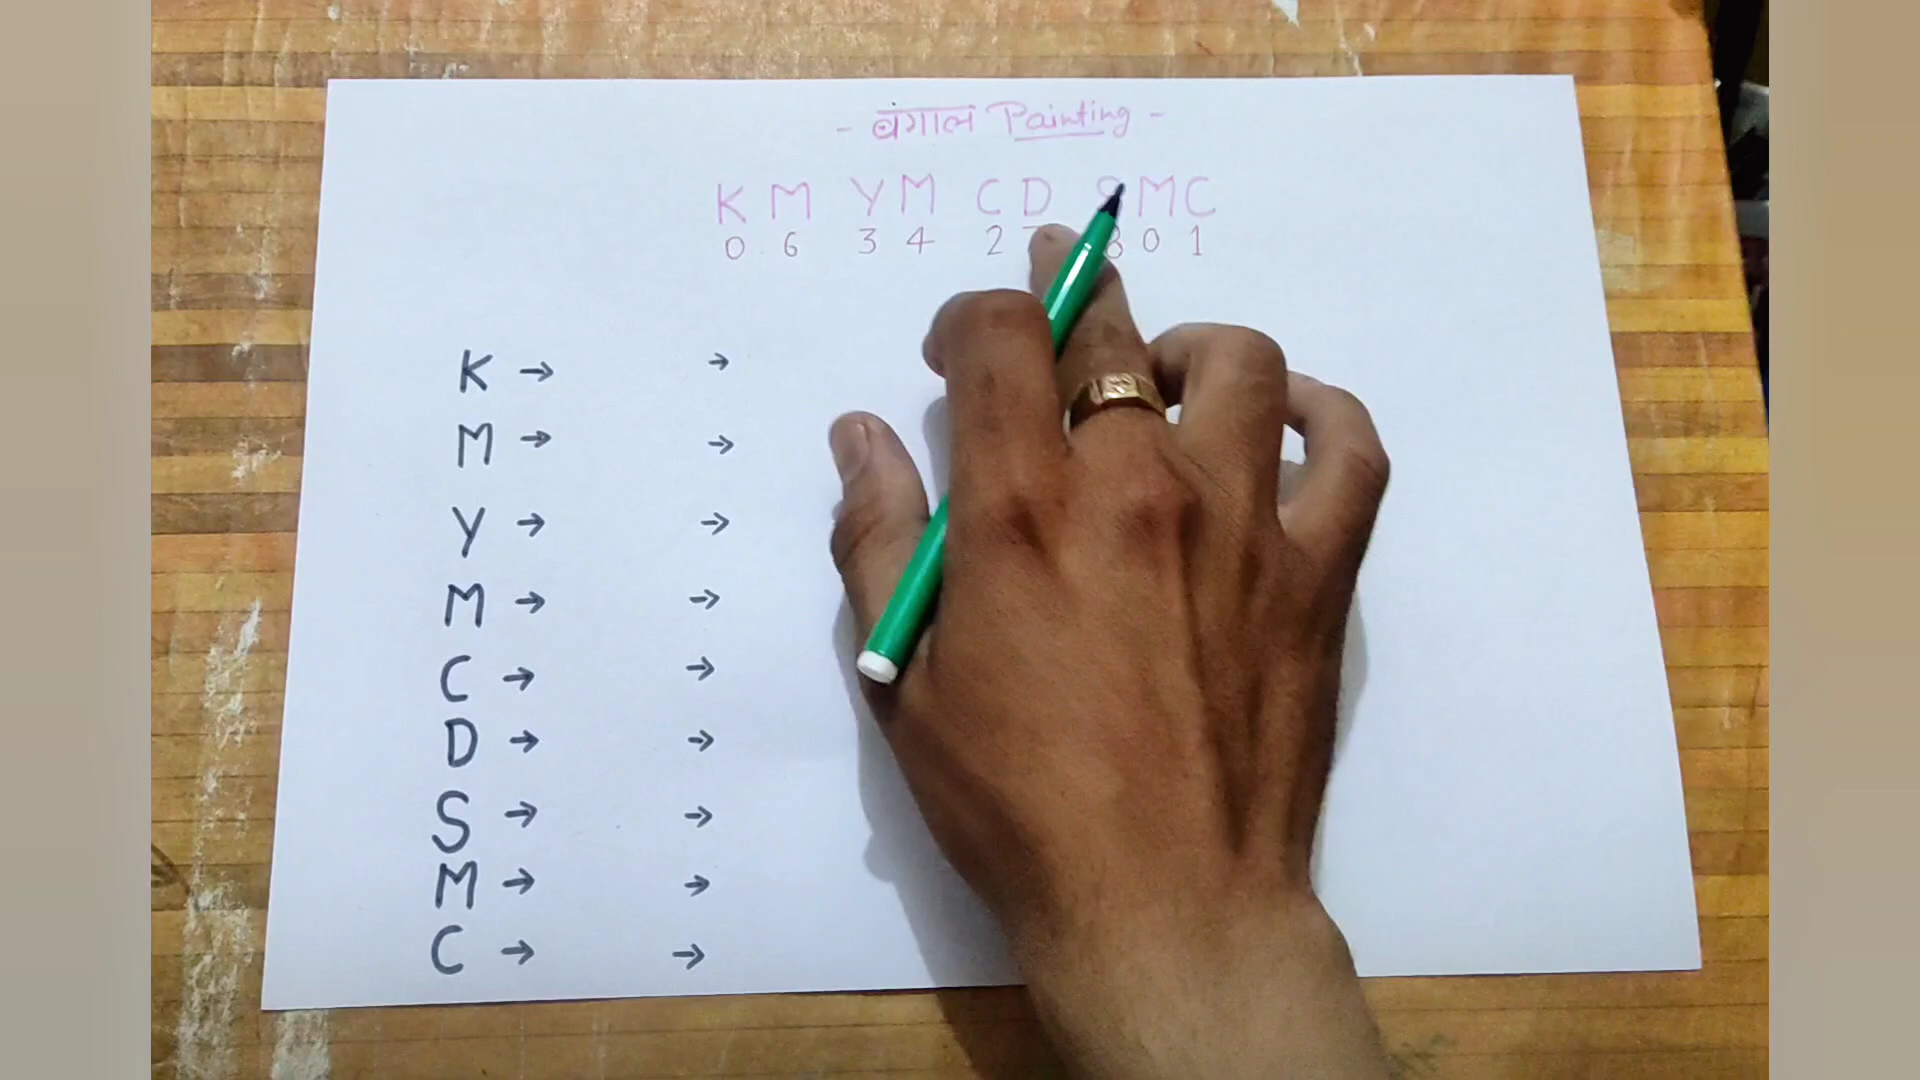 - बंगाल Painting -
K M Y M C D S M C
0 6 3 4 2 8 0 1
K → →
M → →
Y → →
M → →
C → →
D → →
S → →
M → →
C → →